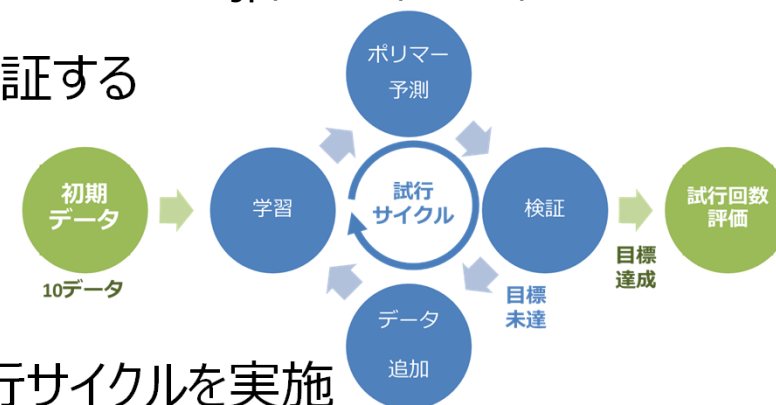 証する
ポリマー
予測
初期
データ
10データ
学習
試行
サイクル
検証
目標
達成
試行回数
評価
目標
未達
データ
追加
行サイクルを実施